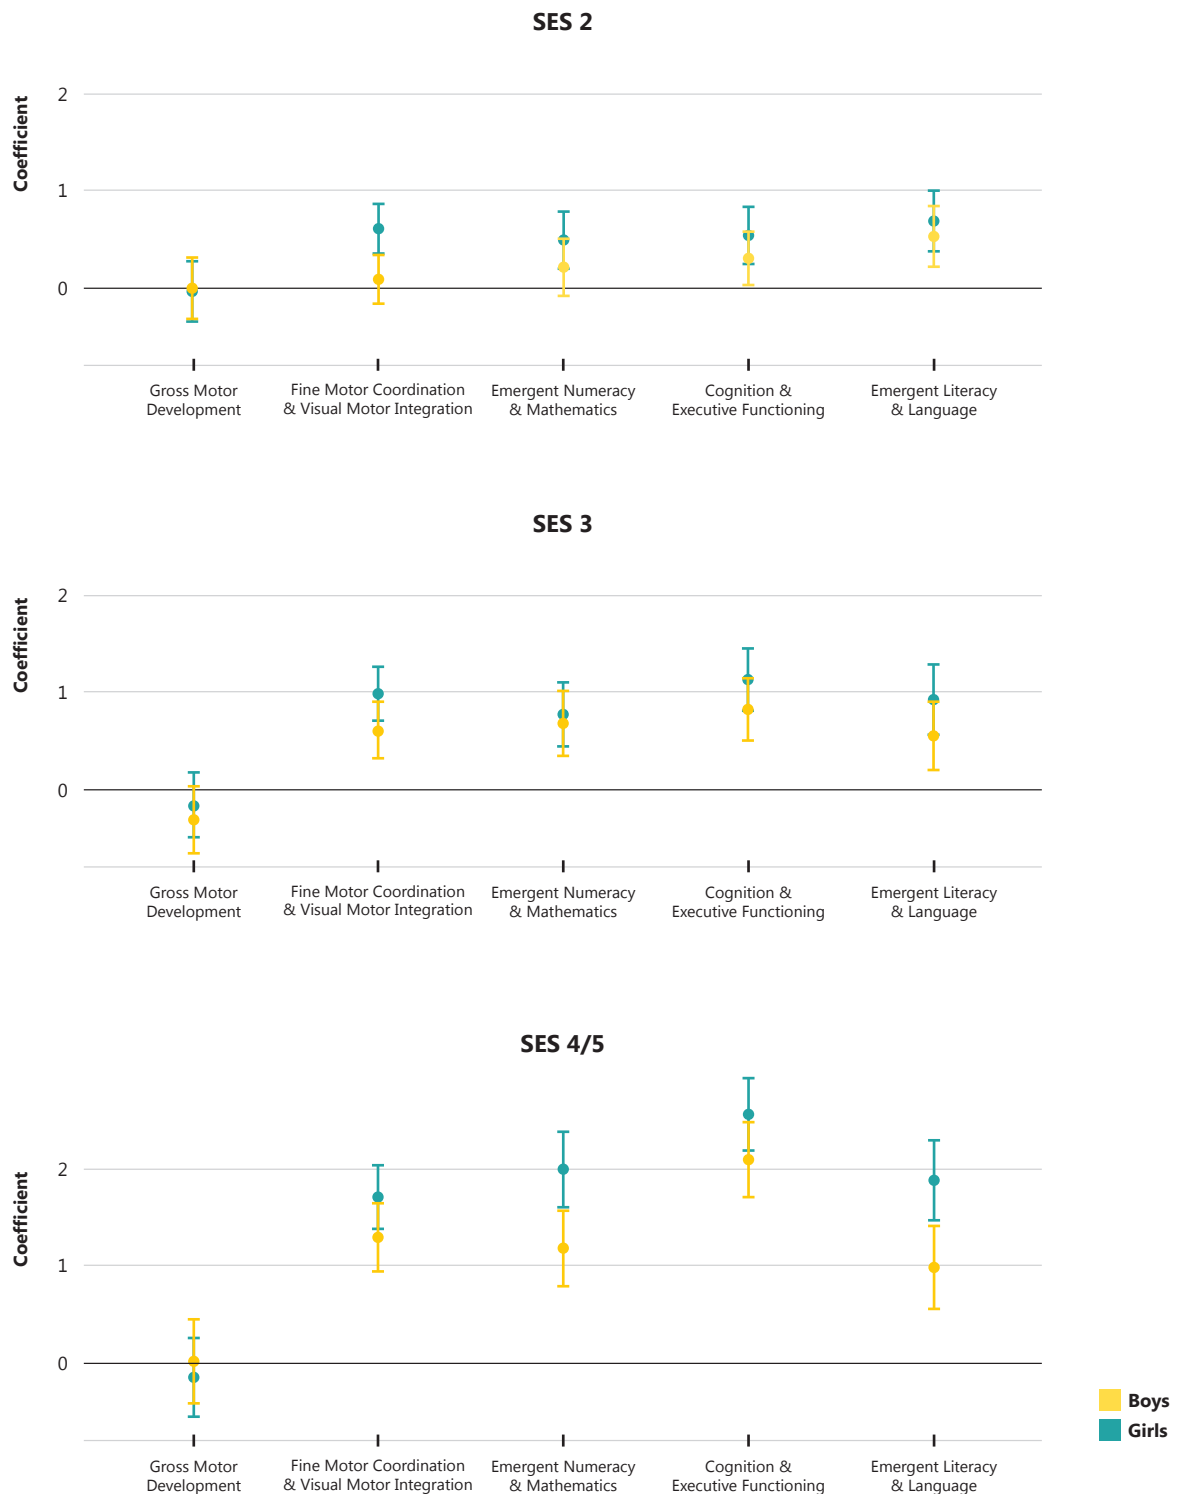 SES 2
Coefficient
2
1
0
Gross Motor
Development
Fine Motor Coordination
& Visual Motor Integration
Emergent Numeracy
& Mathematics
Cognition &
Executive Functioning
Emergent Literacy
& Language
SES 3
Coefficient
2
1
0
Gross Motor
Development
Fine Motor Coordination
& Visual Motor Integration
Emergent Numeracy
& Mathematics
Cognition &
Executive Functioning
Emergent Literacy
& Language
SES 4/5
Coefficient
2
1
0
Gross Motor
Development
Fine Motor Coordination
& Visual Motor Integration
Emergent Numeracy
& Mathematics
Cognition &
Executive Functioning
Emergent Literacy
& Language
Boys
Girls